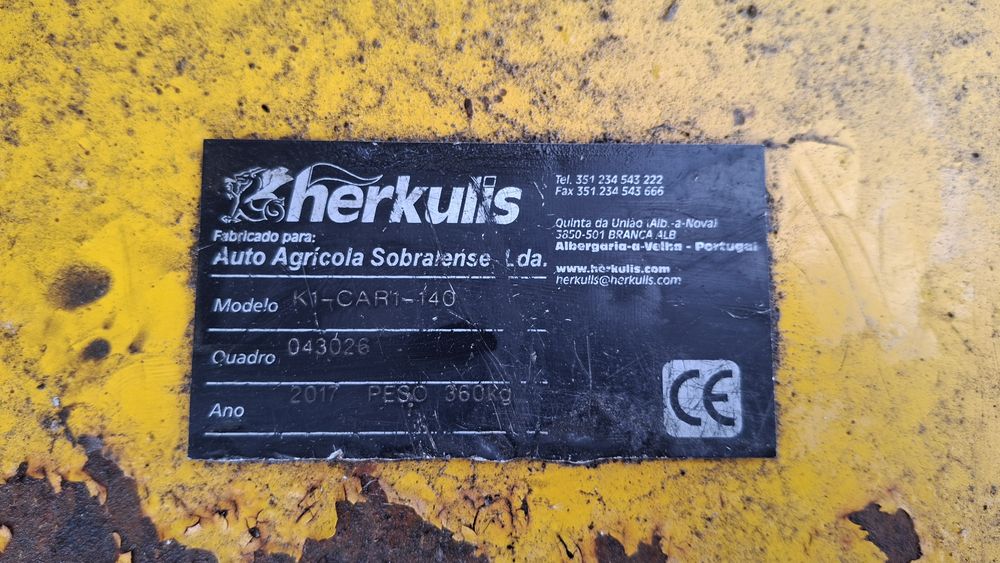 herkulis
Fabricado para:
Auto Agrícola Sobralense, Lda.
Modelo K1-CAR1-140
Quadro 043026
Ano 2017 PESO 360kg
Tel. 351 234 543 222
Fax 351 234 543 666
Quinta da União (Alb.-a-Nova)
3850-501 BRANCA ALB
Albergaria-a-Velha - Portugal
www.herkulis.com
herkulis@herkulis.com
CE